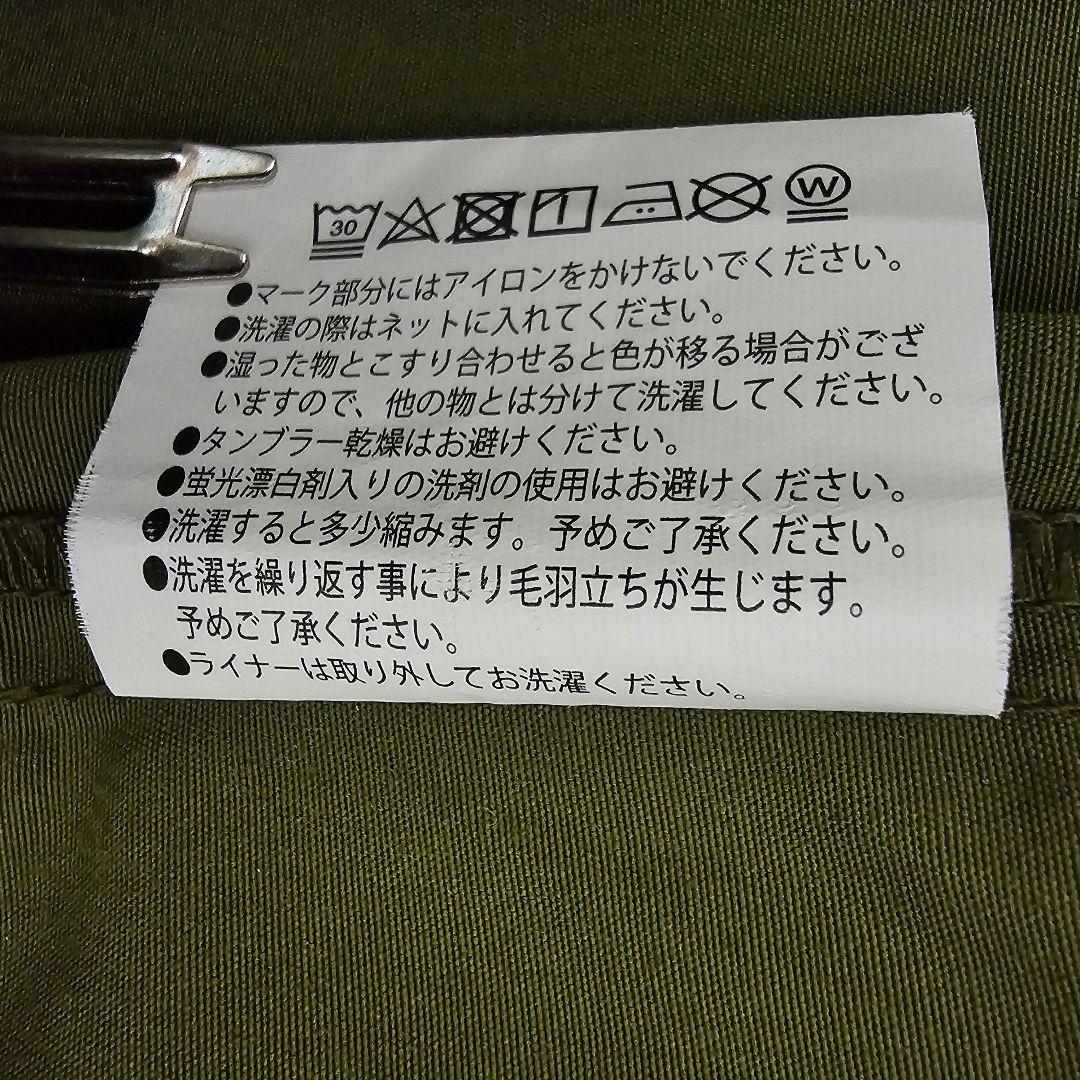 30 W
●マーク部分にはアイロンをかけないでください。
●洗濯の際はネットに入れてください。
●湿った物とこすり合わせると色が移る場合がござ
いますので、他の物とは分けて洗濯してください。
●タンブラー乾燥はお避けください。
●蛍光漂白剤入りの洗剤の使用はお避けください。
●洗濯すると多少縮みます。予めご了承ください。
●洗濯を繰り返す事により毛羽立ちが生じます。
予めご了承ください。
●ライナーは取り外してお洗濯ください。